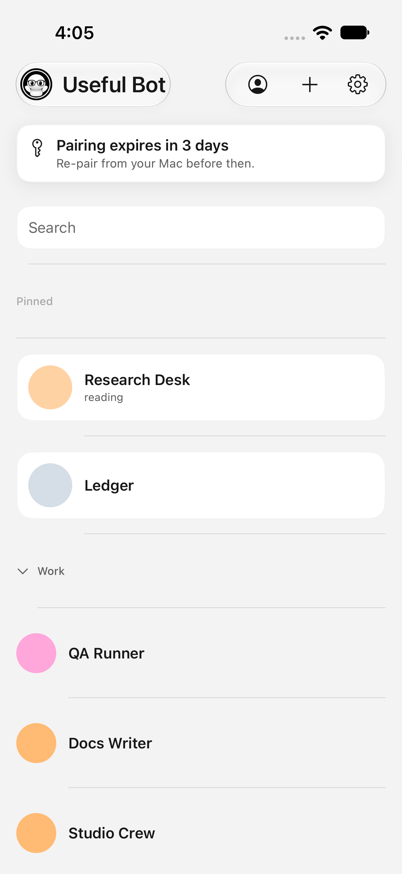 4:05
Useful Bot
Pairing expires in 3 days
Re-pair from your Mac before then.
Search
Pinned
Research Desk
reading
Ledger
Work
QA Runner
Docs Writer
Studio Crew